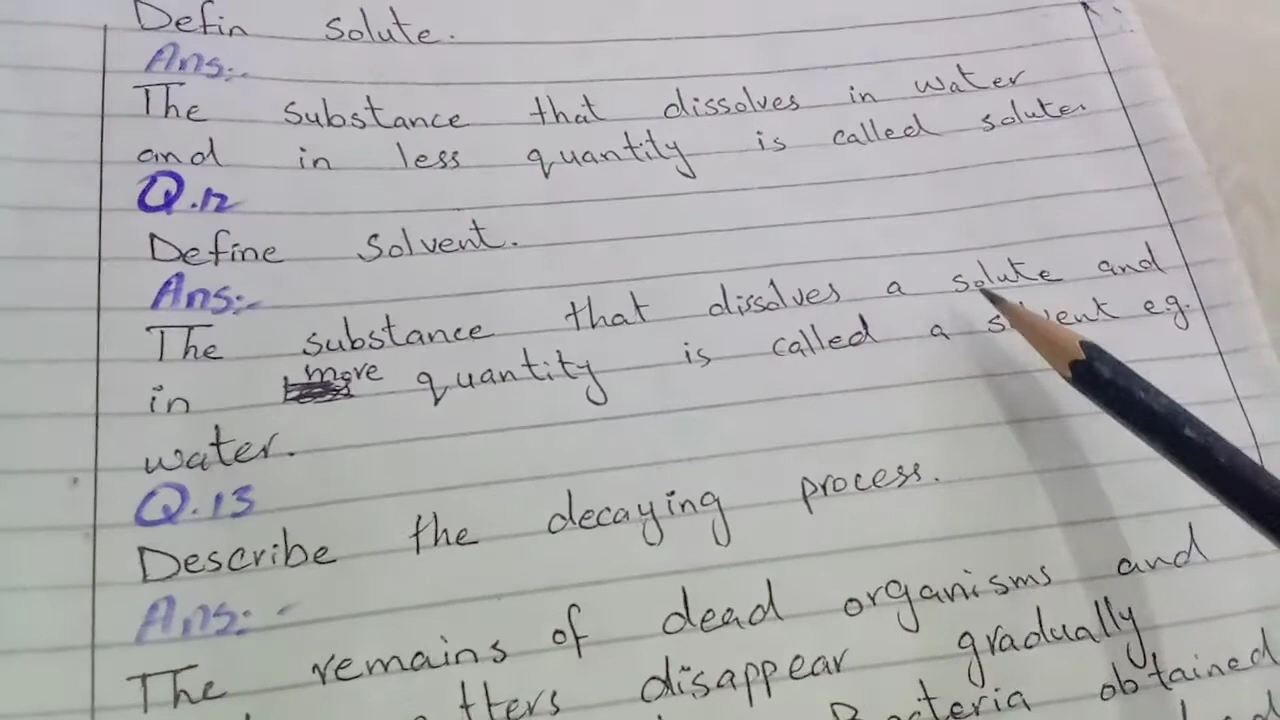 Defin solute.
Ans:-
The substance that dissolves in water
and in less quantity is called solute.
Q.12
Define Solvent.
Ans:-
The substance that dissolves a solute and
in more quantity is called a solvent e.g.
water.
Q.13
Describe the decaying process.
Ans:-
The remains of dead organisms and
disappear gradually
Bacteria obtained